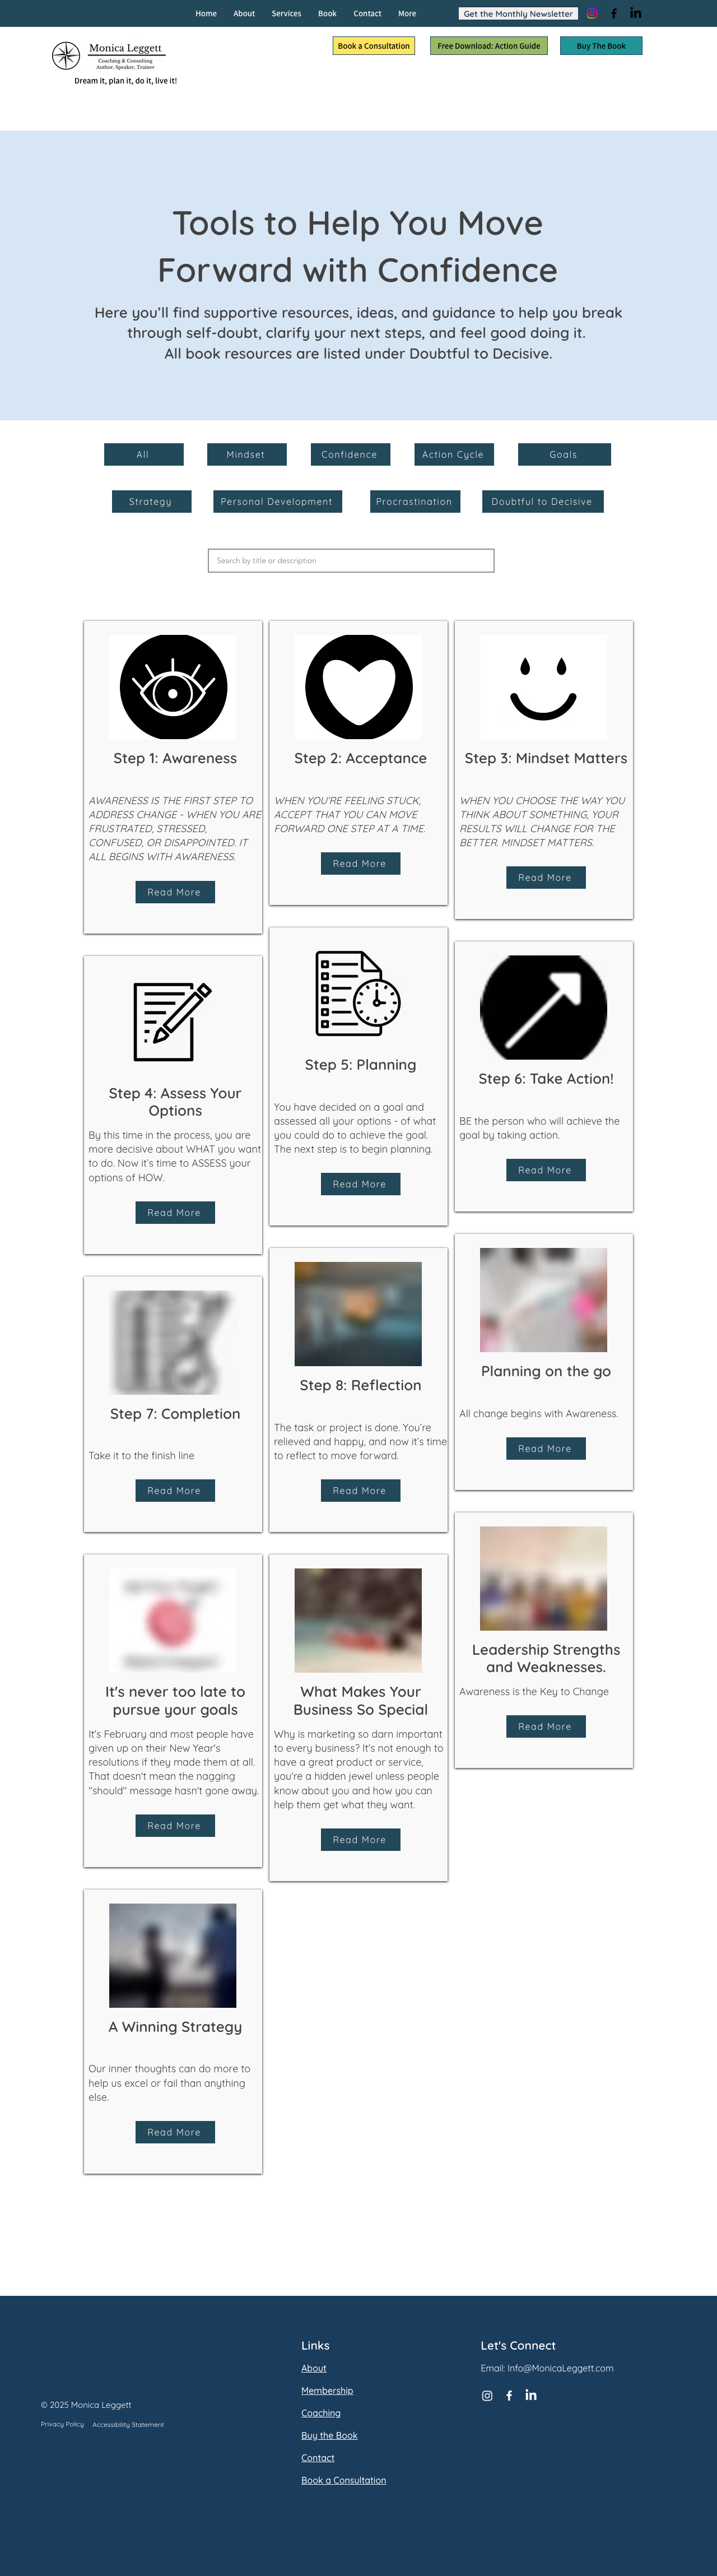 Home About Services Book Contact More
Get the Monthly Newsletter
Monica Leggett
Coaching & Consulting
Author, Speaker, Trainer
Dream it, plan it, do it, live it!
Book a Consultation
Free Download: Action Guide
Buy The Book
Tools to Help You Move
Forward with Confidence
Here you’ll find supportive resources, ideas, and guidance to help you break
through self-doubt, clarify your next steps, and feel good doing it.
All book resources are listed under Doubtful to Decisive.
All
Mindset
Confidence
Action Cycle
Goals
Strategy
Personal Development
Procrastination
Doubtful to Decisive
Search by title or description
Step 1: Awareness
AWARENESS IS THE FIRST STEP TO
ADDRESS CHANGE - WHEN YOU ARE
FRUSTRATED, STRESSED,
CONFUSED, OR DISAPPOINTED. IT
ALL BEGINS WITH AWARENESS.
Read More
Step 2: Acceptance
WHEN YOU'RE FEELING STUCK,
ACCEPT THAT YOU CAN MOVE
FORWARD ONE STEP AT A TIME.
Read More
Step 3: Mindset Matters
WHEN YOU CHOOSE THE WAY YOU
THINK ABOUT SOMETHING, YOUR
RESULTS WILL CHANGE FOR THE
BETTER. MINDSET MATTERS.
Read More
Step 4: Assess Your
Options
By this time in the process, you are
more decisive about WHAT you want
to do. Now it’s time to ASSESS your
options of HOW.
Read More
Step 5: Planning
You have decided on a goal and
assessed all your options - of what
you could do to achieve the goal.
The next step is to begin planning.
Read More
Step 6: Take Action!
BE the person who will achieve the
goal by taking action.
Read More
Step 7: Completion
Take it to the finish line
Read More
Step 8: Reflection
The task or project is done. You’re
relieved and happy, and now it’s time
to reflect to move forward.
Read More
Planning on the go
All change begins with Awareness.
Read More
It's never too late to
pursue your goals
It's February and most people have
given up on their New Year's
resolutions if they made them at all.
That doesn't mean the nagging
"should" message hasn't gone away.
Read More
What Makes Your
Business So Special
Why is marketing so darn important
to every business? It's not enough to
have a great product or service,
you're a hidden jewel unless people
know about you and how you can
help them get what they want.
Read More
Leadership Strengths
and Weaknesses.
Awareness is the Key to Change
Read More
A Winning Strategy
Our inner thoughts can do more to
help us excel or fail than anything
else.
Read More
© 2025 Monica Leggett
Privacy Policy Accessibility Statement
Links
About
Membership
Coaching
Buy the Book
Contact
Book a Consultation
Let's Connect
Email: Info@MonicaLeggett.com